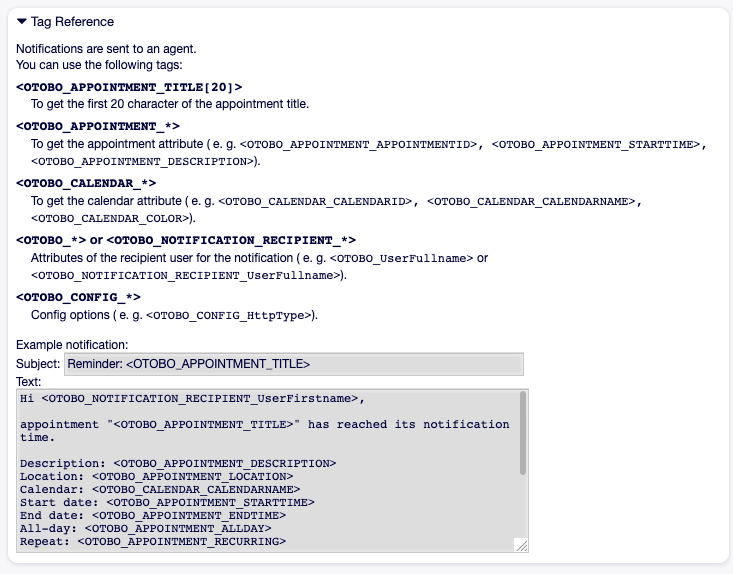 Tag Reference
Notifications are sent to an agent.
You can use the following tags:
<OTOBO_APPOINTMENT_TITLE[20]>
To get the first 20 character of the appointment title.
<OTOBO_APPOINTMENT_*>
To get the appointment attribute ( e. g. <OTOBO_APPOINTMENT_APPOINTMENTID>, <OTOBO_APPOINTMENT_STARTTIME>,
<OTOBO_APPOINTMENT_DESCRIPTION>).
<OTOBO_CALENDAR_*>
To get the calendar attribute ( e. g. <OTOBO_CALENDAR_CALENDARID>, <OTOBO_CALENDAR_CALENDARNAME>,
<OTOBO_CALENDAR_COLOR>).
<OTOBO_*> or <OTOBO_NOTIFICATION_RECIPIENT_*>
Attributes of the recipient user for the notification ( e. g. <OTOBO_UserFullname> or
<OTOBO_NOTIFICATION_RECIPIENT_UserFullname>).
<OTOBO_CONFIG_*>
Config options ( e. g. <OTOBO_CONFIG_HttpType>).
Example notification:
Subject: Reminder: <OTOBO_APPOINTMENT_TITLE>
Text:
Hi <OTOBO_NOTIFICATION_RECIPIENT_UserFirstname>,
appointment "<OTOBO_APPOINTMENT_TITLE>" has reached its notification
time.
Description: <OTOBO_APPOINTMENT_DESCRIPTION>
Location: <OTOBO_APPOINTMENT_LOCATION>
Calendar: <OTOBO_CALENDAR_CALENDARNAME>
Start date: <OTOBO_APPOINTMENT_STARTTIME>
End date: <OTOBO_APPOINTMENT_ENDTIME>
All-day: <OTOBO_APPOINTMENT_ALLDAY>
Repeat: <OTOBO_APPOINTMENT_RECURRING>